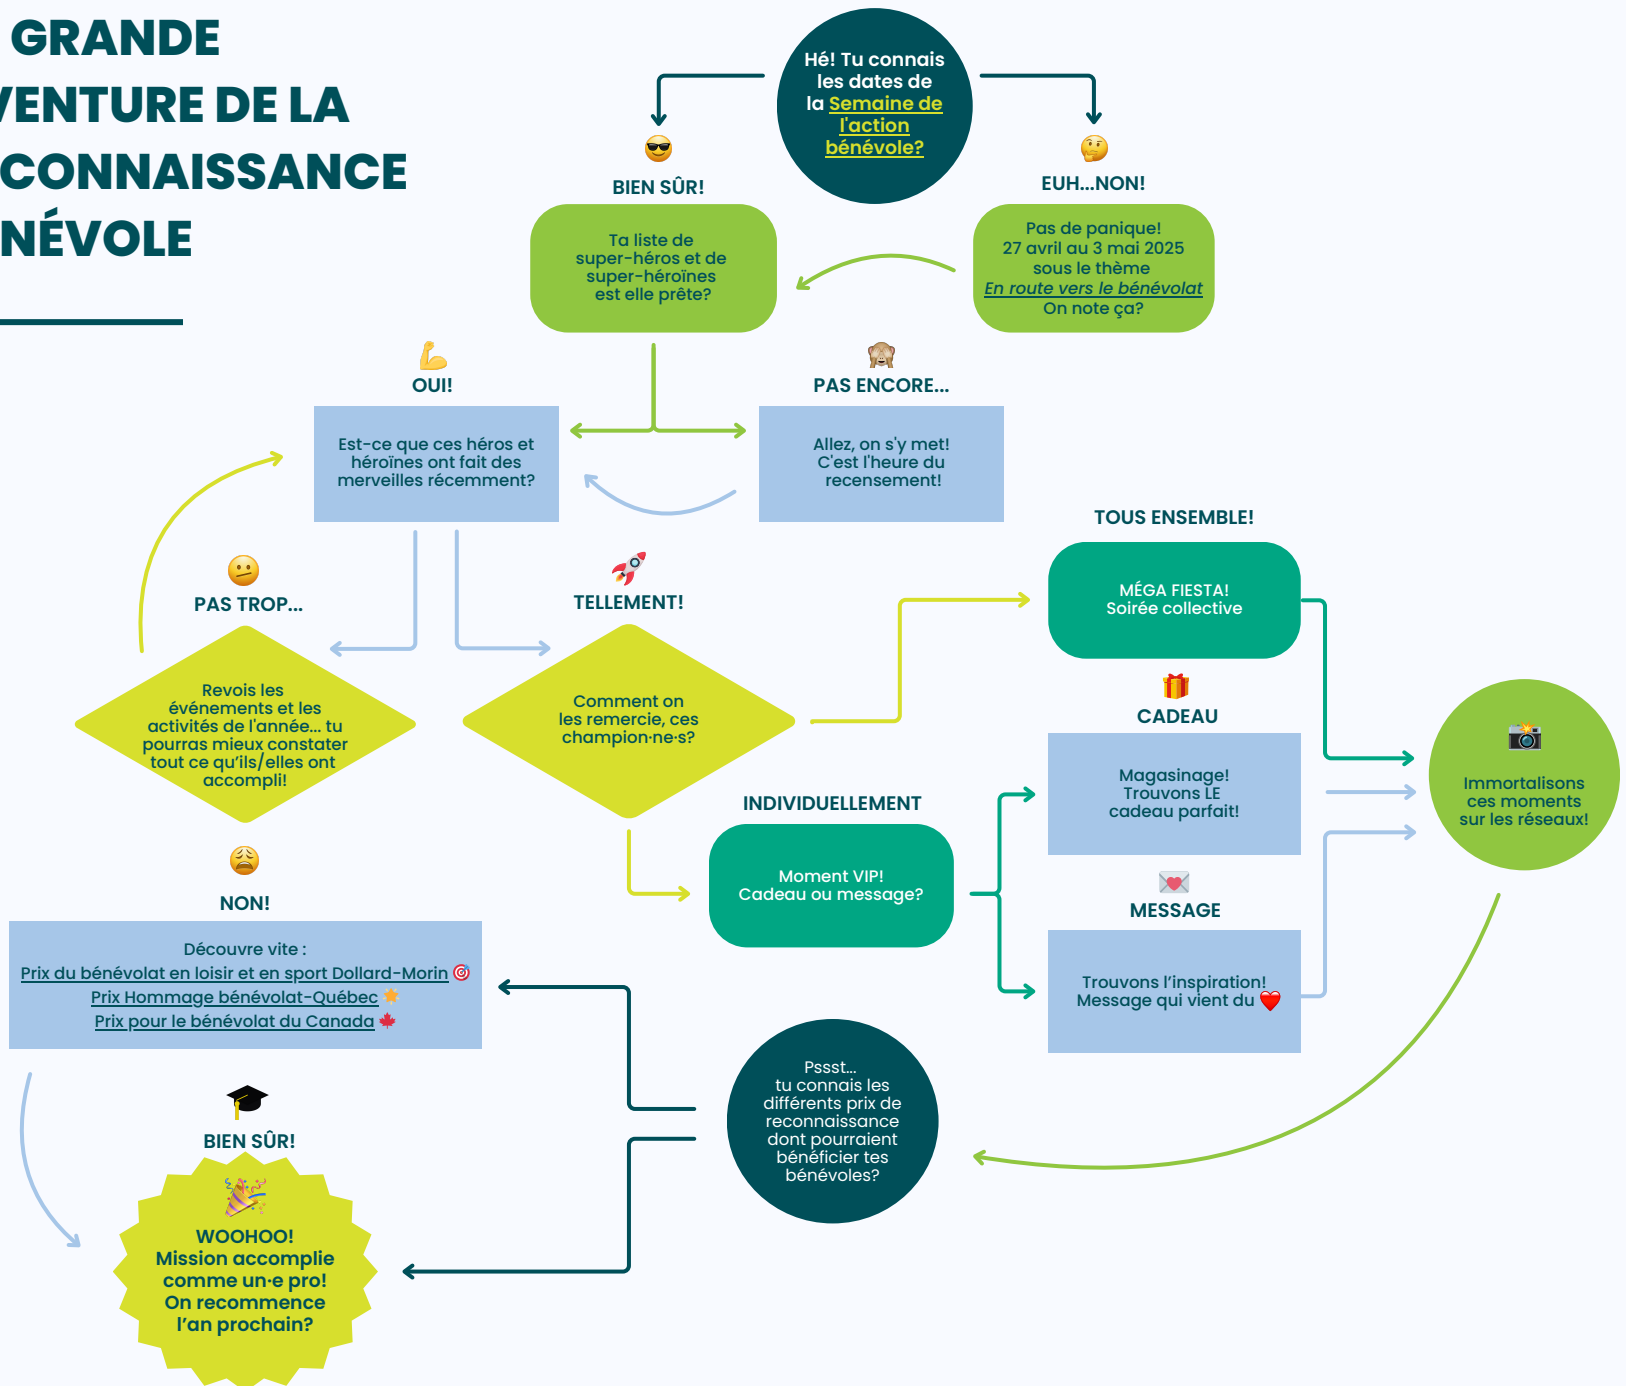 GRANDE
VENTURE DE LA
CONNAISSANCE
NÉVOLE
Hé! Tu connais
les dates de
la Semaine de
l'action
bénévole?
BIEN SÛR!
Ta liste de
super-héros et de
super-héroïnes
est elle prête?
EUH...NON!
Pas de panique!
27 avril au 3 mai 2025
sous le thème
En route vers le bénévolat
On note ça?
OUI!
Est-ce que ces héros et
héroïnes ont fait des
merveilles récemment?
PAS ENCORE...
Allez, on s'y met!
C'est l'heure du
recensement!
PAS TROP...
Revois les
événements et les
activités de l'année... tu
pourras mieux constater
tout ce qu’ils/elles ont
accompli!
TELLEMENT!
Comment on
les remercie, ces
champion·ne·s?
TOUS ENSEMBLE!
MÉGA FIESTA!
Soirée collective
INDIVIDUELLEMENT
Moment VIP!
Cadeau ou message?
CADEAU
Magasinage!
Trouvons LE
cadeau parfait!
MESSAGE
Trouvons l’inspiration!
Message qui vient du ❤️
Immortalisons
ces moments
sur les réseaux!
Pssst...
tu connais les
différents prix de
reconnaissance
dont pourraient
bénéficier tes
bénévoles?
NON!
Découvre vite :
Prix du bénévolat en loisir et en sport Dollard-Morin 🎯
Prix Hommage bénévolat-Québec ☀️
Prix pour le bénévolat du Canada 🍁
BIEN SÛR!
WOOHOO!
Mission accomplie
comme un·e pro!
On recommence
l’an prochain?